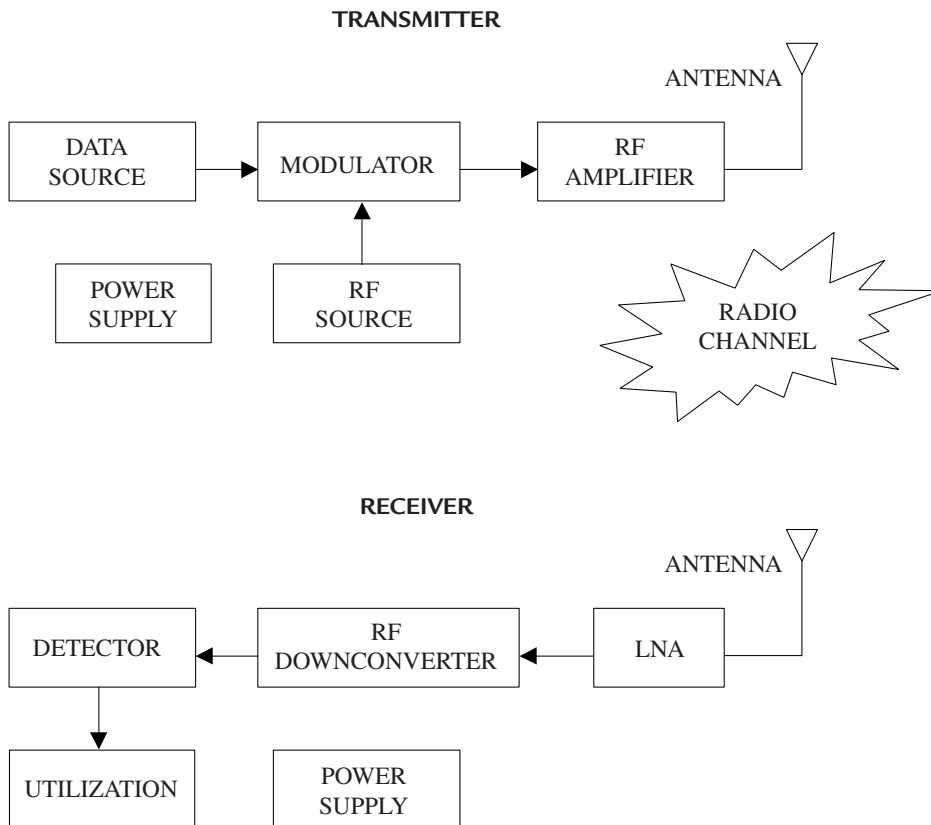 TRANSMITTER
ANTENNA
DATA
SOURCE
MODULATOR
RF
AMPLIFIER
POWER
SUPPLY
RF
SOURCE
RADIO
CHANNEL
RECEIVER
ANTENNA
DETECTOR
RF
DOWNCONVERTER
LNA
UTILIZATION
POWER
SUPPLY